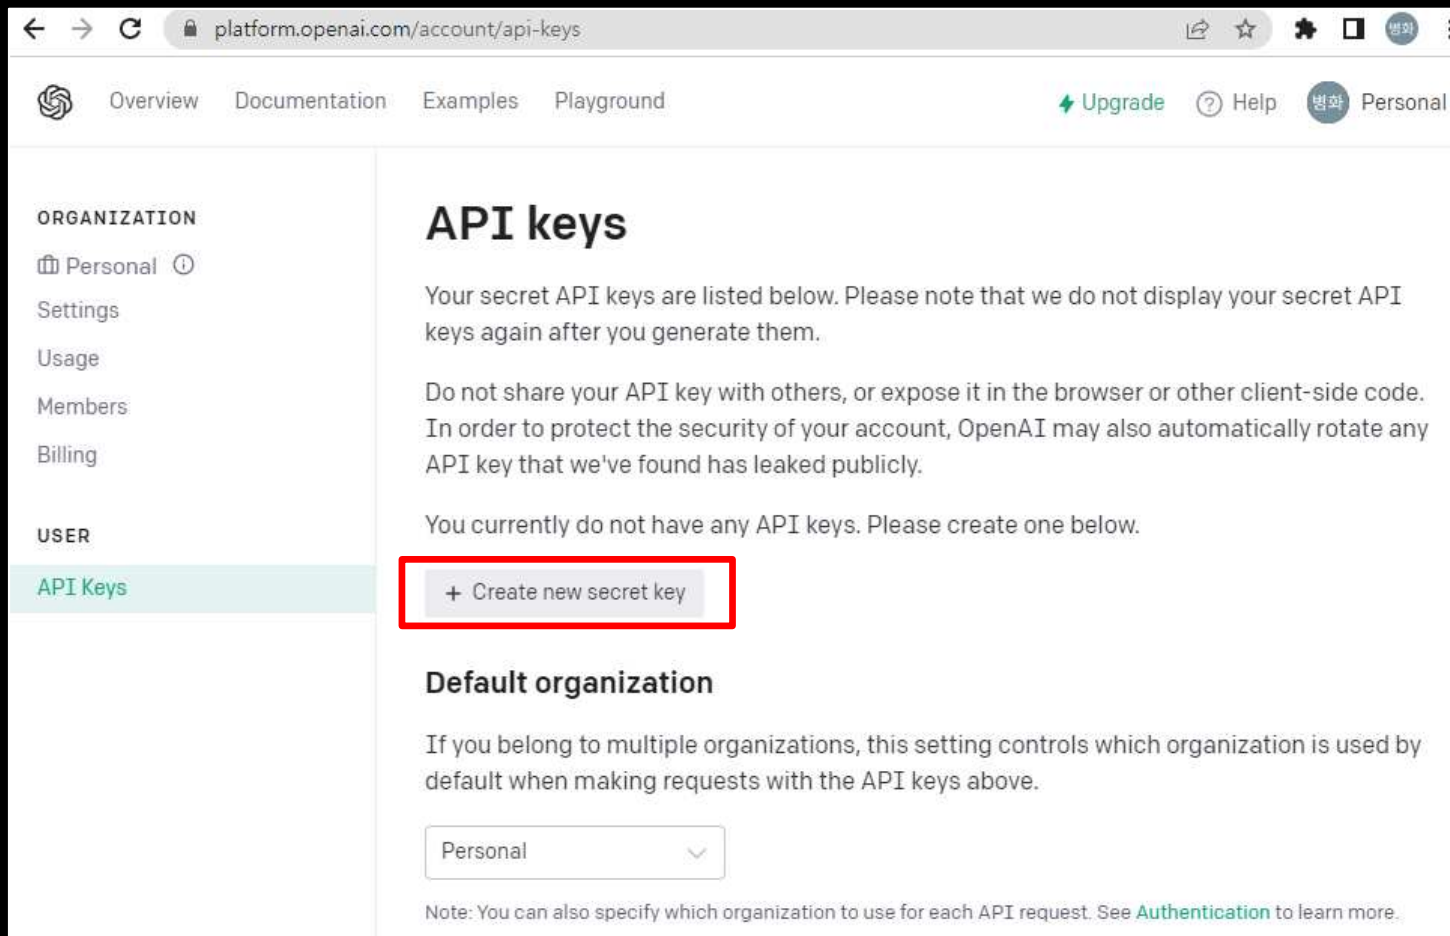 platform.openai.com/account/api-keys
병화
Overview Documentation Examples Playground
Upgrade ? Help 병화 Personal
ORGANIZATION
Personal
Settings
Usage
Members
Billing
USER
API Keys
API keys
Your secret API keys are listed below. Please note that we do not display your secret API
keys again after you generate them.
Do not share your API key with others, or expose it in the browser or other client-side code.
In order to protect the security of your account, OpenAI may also automatically rotate any
API key that we've found has leaked publicly.
You currently do not have any API keys. Please create one below.
+ Create new secret key
Default organization
If you belong to multiple organizations, this setting controls which organization is used by
default when making requests with the API keys above.
Personal
Note: You can also specify which organization to use for each API request. See Authentication to learn more.